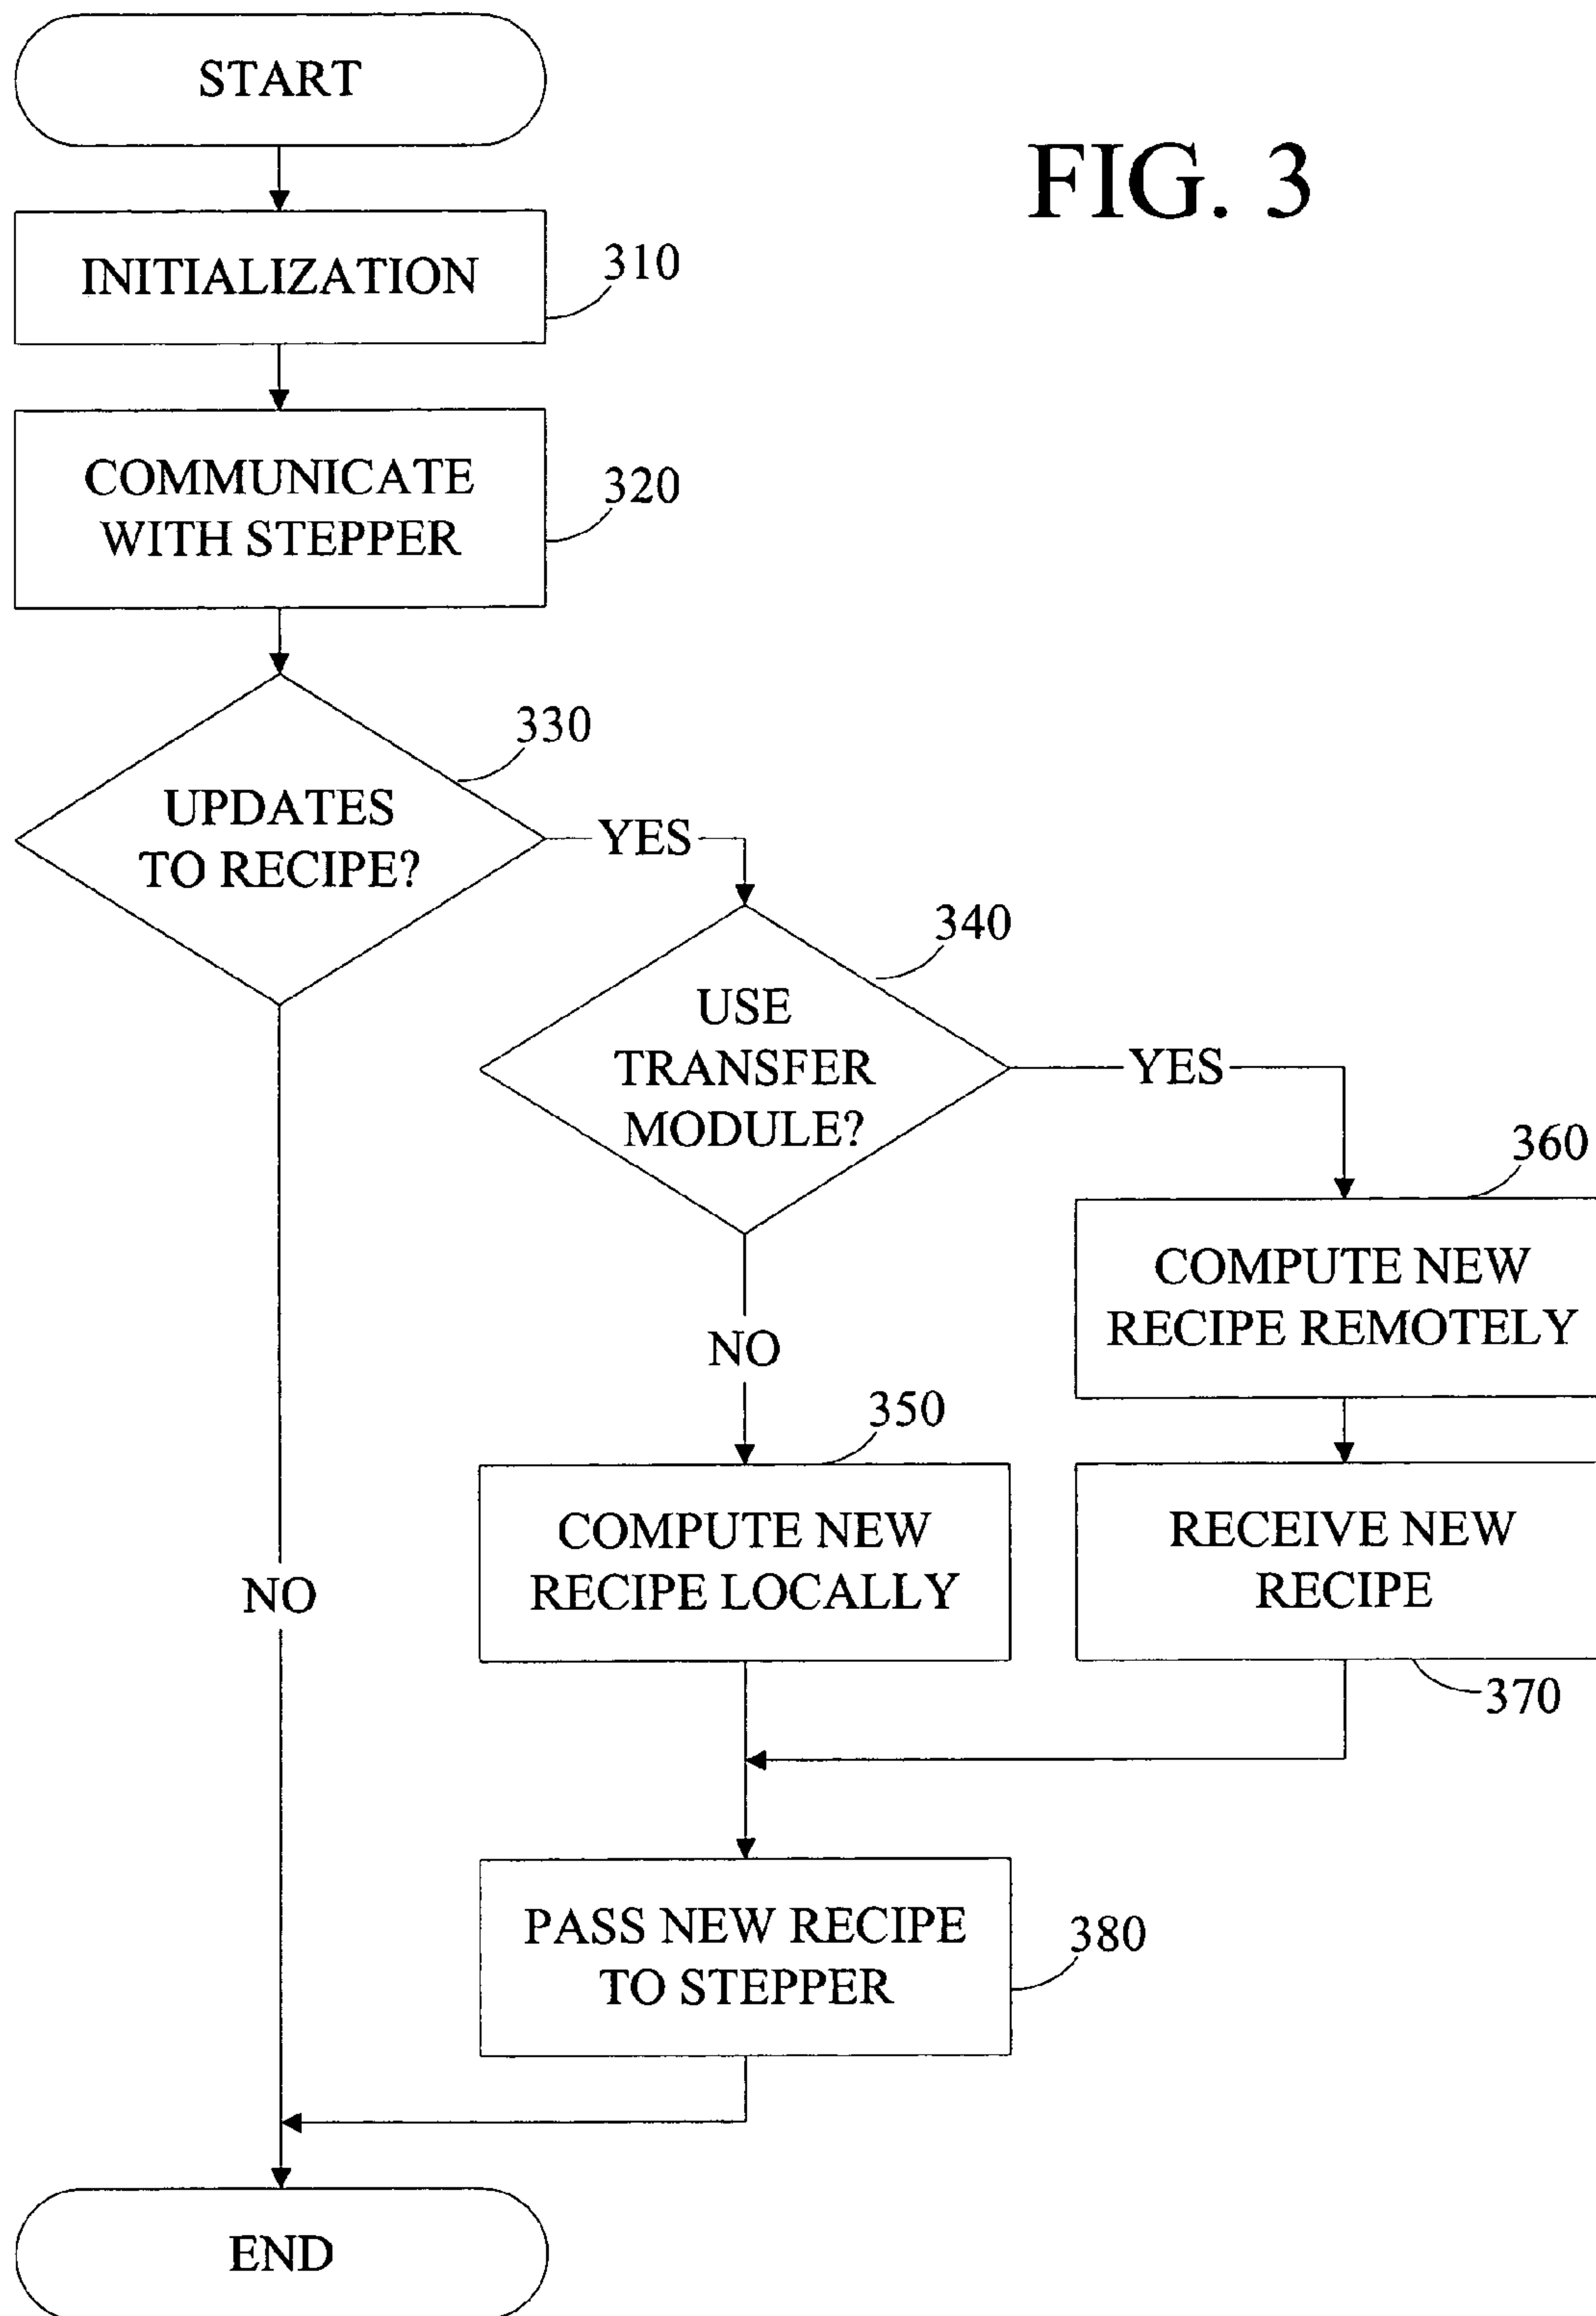 START
FIG. 3
INITIALIZATION
310
COMMUNICATE
WITH STEPPER
320
330
UPDATES
TO RECIPE?
YES
340
USE
TRANSFER
MODULE?
YES
360
COMPUTE NEW
RECIPE REMOTELY
NO
350
COMPUTE NEW
RECIPE LOCALLY
RECEIVE NEW
RECIPE
370
NO
PASS NEW RECIPE
TO STEPPER
380
END